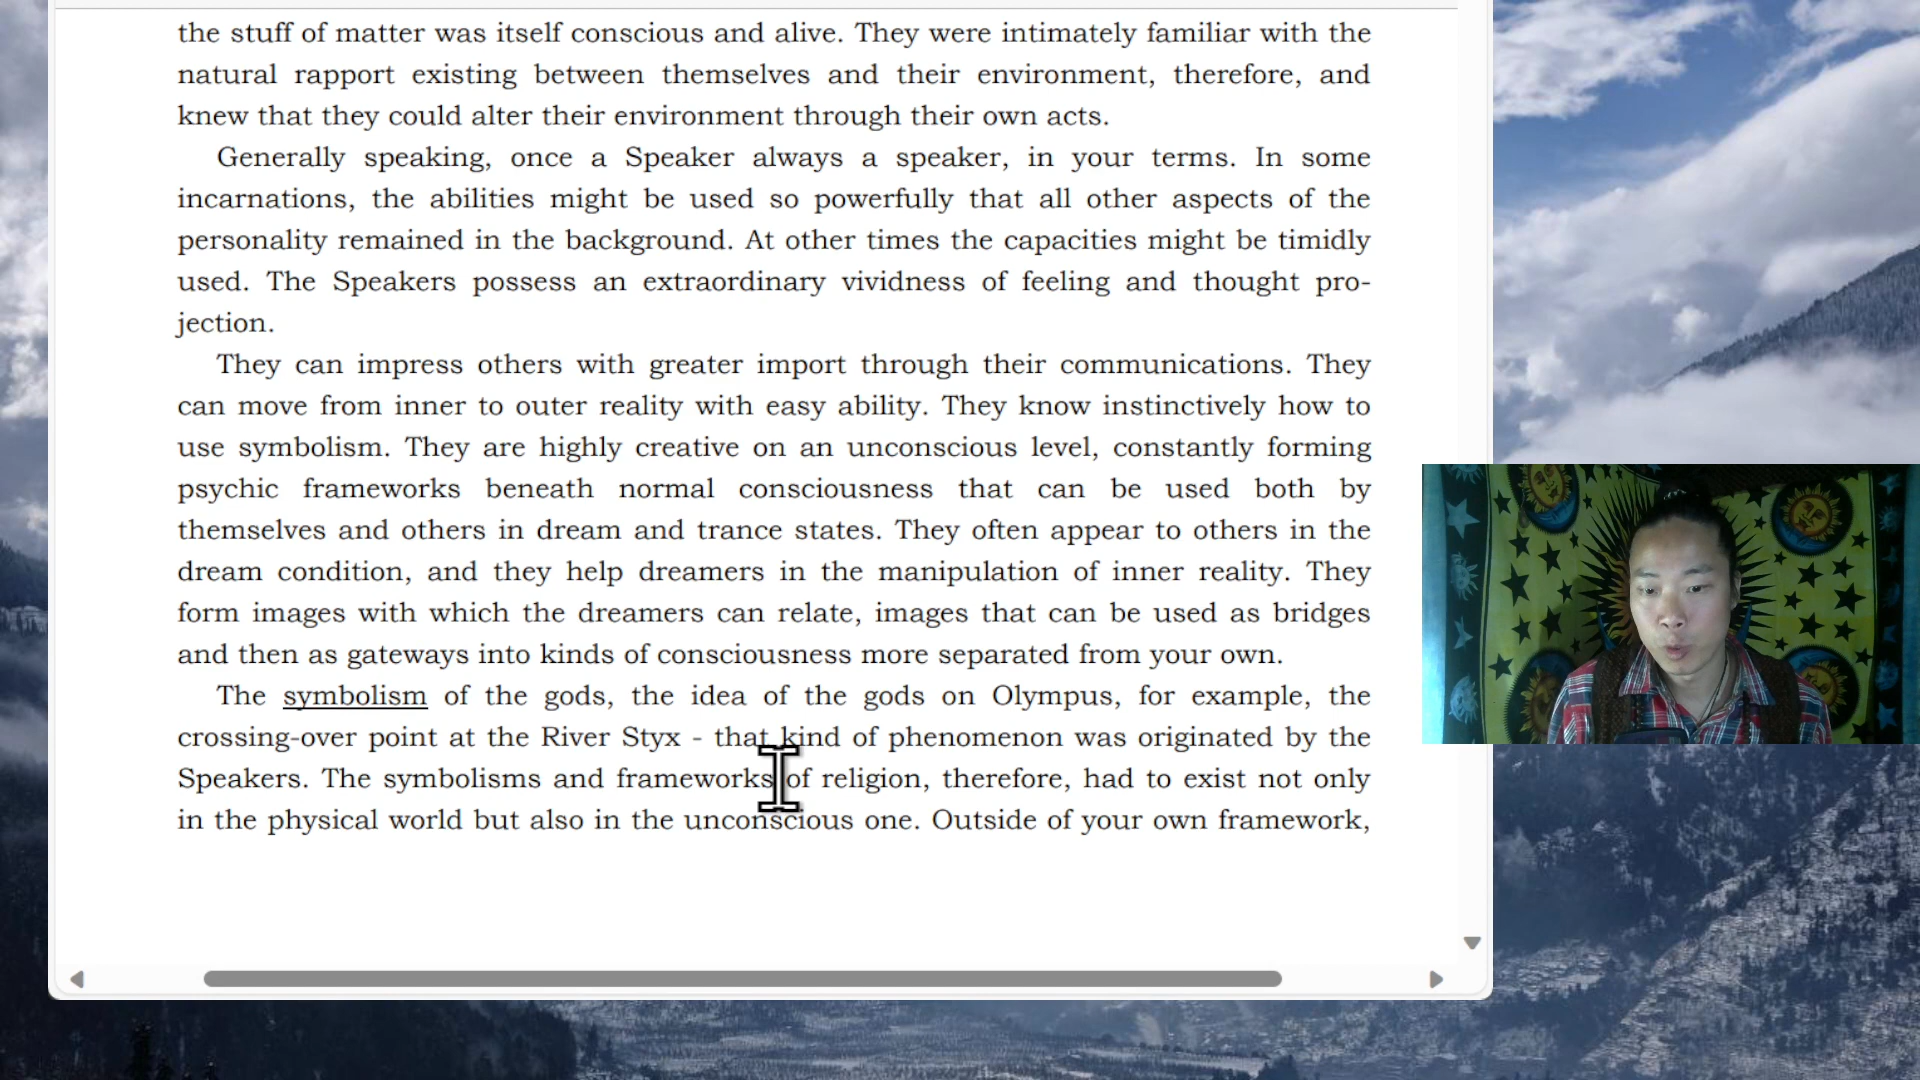 the stuff of matter was itself conscious and alive. They were intimately familiar with the
natural rapport existing between themselves and their environment, therefore, and
knew that they could alter their environment through their own acts.
Generally speaking, once a Speaker always a speaker, in your terms. In some
incarnations, the abilities might be used so powerfully that all other aspects of the
personality remained in the background. At other times the capacities might be timidly
used. The Speakers possess an extraordinary vividness of feeling and thought pro-
jection.
They can impress others with greater import through their communications. They
can move from inner to outer reality with easy ability. They know instinctively how to
use symbolism. They are highly creative on an unconscious level, constantly forming
psychic frameworks beneath normal consciousness that can be used both by
themselves and others in dream and trance states. They often appear to others in the
dream condition, and they help dreamers in the manipulation of inner reality. They
form images with which the dreamers can relate, images that can be used as bridges
and then as gateways into kinds of consciousness more separated from your own.
The symbolism of the gods, the idea of the gods on Olympus, for example, the
crossing-over point at the River Styx - that kind of phenomenon was originated by the
Speakers. The symbolisms and frameworks of religion, therefore, had to exist not only
in the physical world but also in the unconscious one. Outside of your own framework,